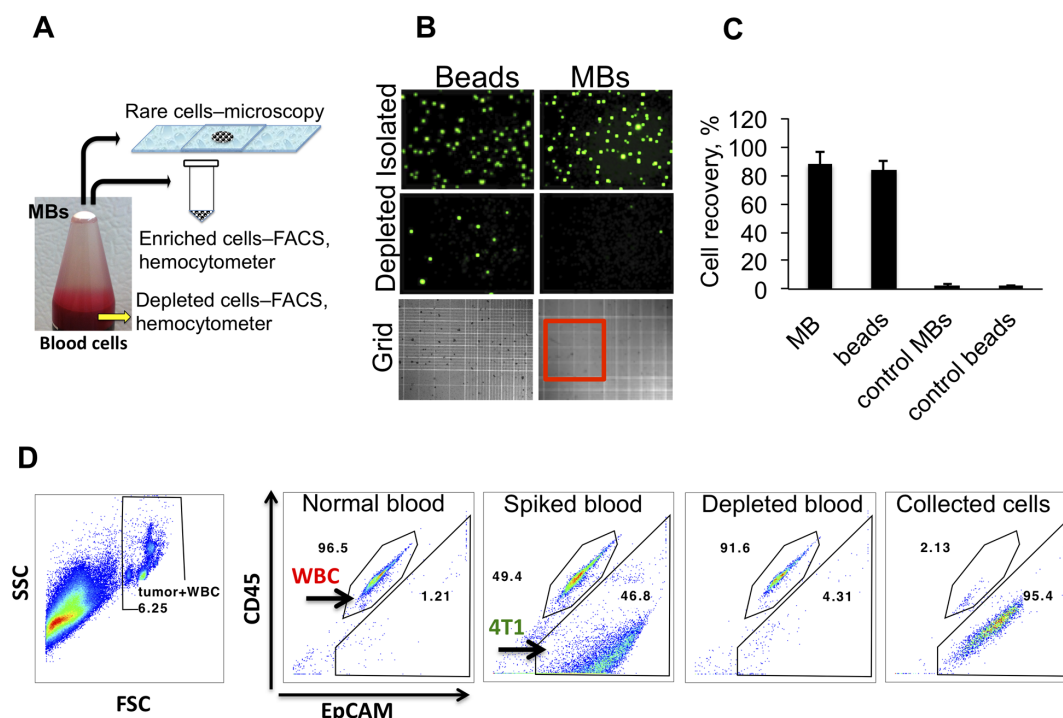 A
Rare cells–microscopy
MBs
Enriched cells–FACS,
hemocytometer
Depleted cells–FACS,
hemocytometer
Blood cells
B
Beads MBs
Isolated
Depleted
Grid
C
Cell recovery, %
120
100
80
60
40
20
0
MB
beads
control MBs
control beads
D
SSC
FSC
tumor+WBC
6.25
CD45
EpCAM
Normal blood
96.5
WBC
1.21
Spiked blood
49.4
46.8
4T1
Depleted blood
91.6
4.31
Collected cells
2.13
95.4